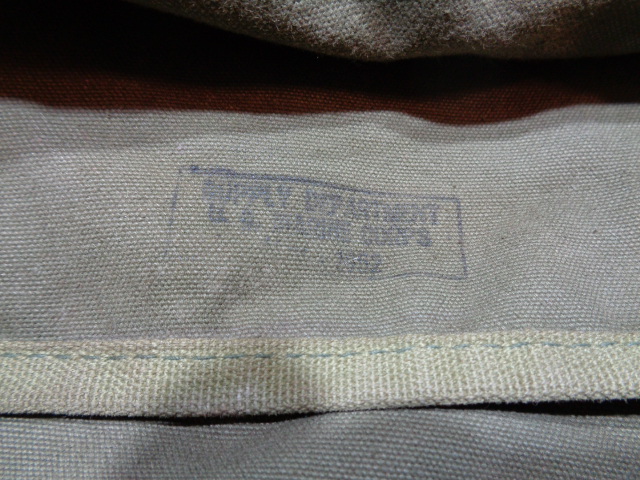 SUPPLY DEPARTMENT
U. S. MARINE CORPS